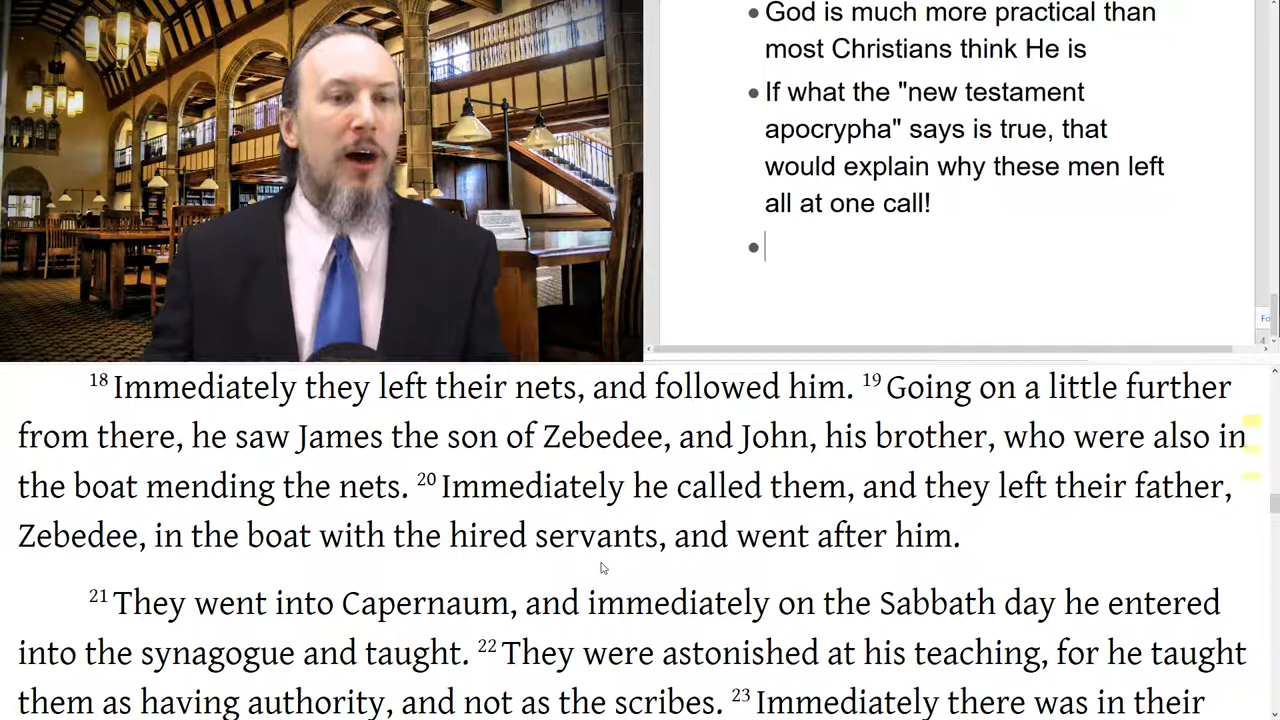 God is much more practical than
most Christians think He is
If what the "new testament
apocrypha" says is true, that
would explain why these men left
all at one call!
Fo
4
18 Immediately they left their nets, and followed him. 19 Going on a little further
from there, he saw James the son of Zebedee, and John, his brother, who were also in
the boat mending the nets. 20 Immediately he called them, and they left their father,
Zebedee, in the boat with the hired servants, and went after him.
21 They went into Capernaum, and immediately on the Sabbath day he entered
into the synagogue and taught. 22 They were astonished at his teaching, for he taught
them as having authority, and not as the scribes. 23 Immediately there was in their